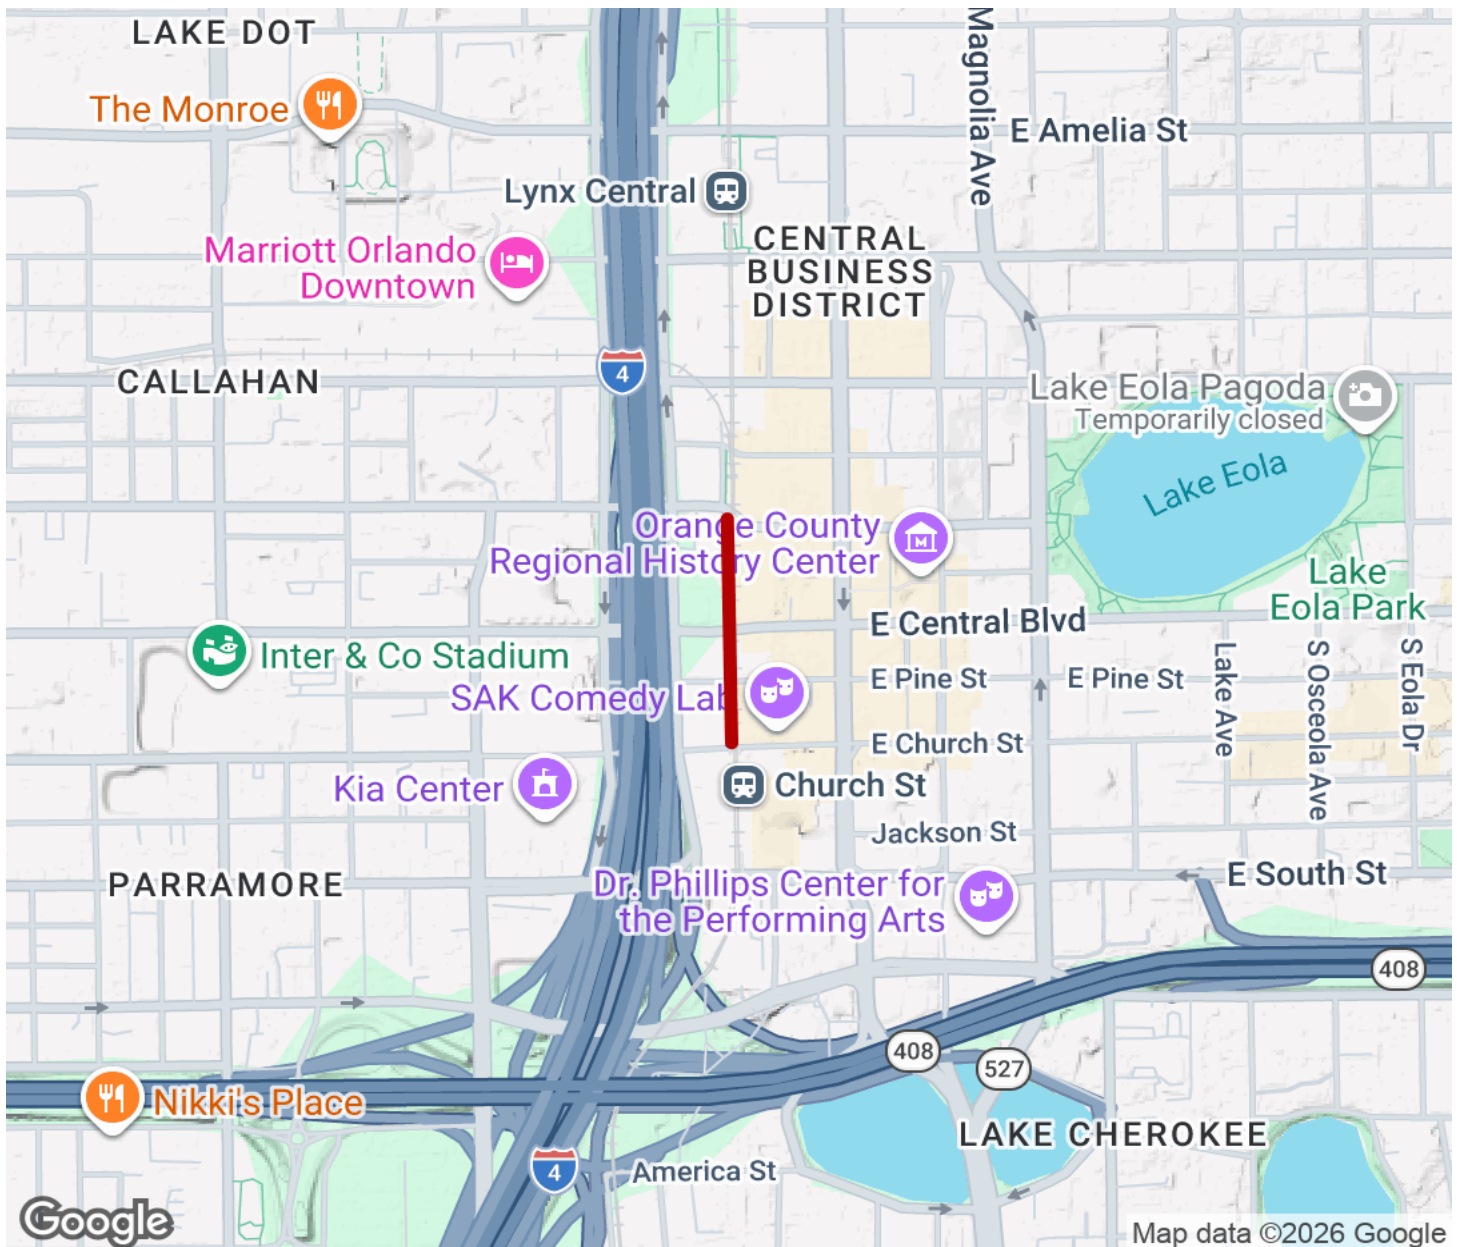 LAKE DOT
Magnolia Ave
The Monroe
E Amelia St
Lynx Central
CENTRAL
BUSINESS
DISTRICT
Marriott Orlando
Downtown
4
CALLAHAN
Lake Eola Pagoda
Temporarily closed
Lake Eola
Orange County
Regional History Center
M
Lake
Eola Park
E Central Blvd
Inter & Co Stadium
SAK Comedy Lab
E Pine St
E Pine St
Lake Ave
S Osceola Ave
S Eola Dr
E Church St
Kia Center
Church St
Jackson St
PARRAMORE
Dr. Phillips Center for
the Performing Arts
E South St
408
408
527
Nikki's Place
LAKE CHEROKEE
4
America St
Google
Map data ©2026 Google